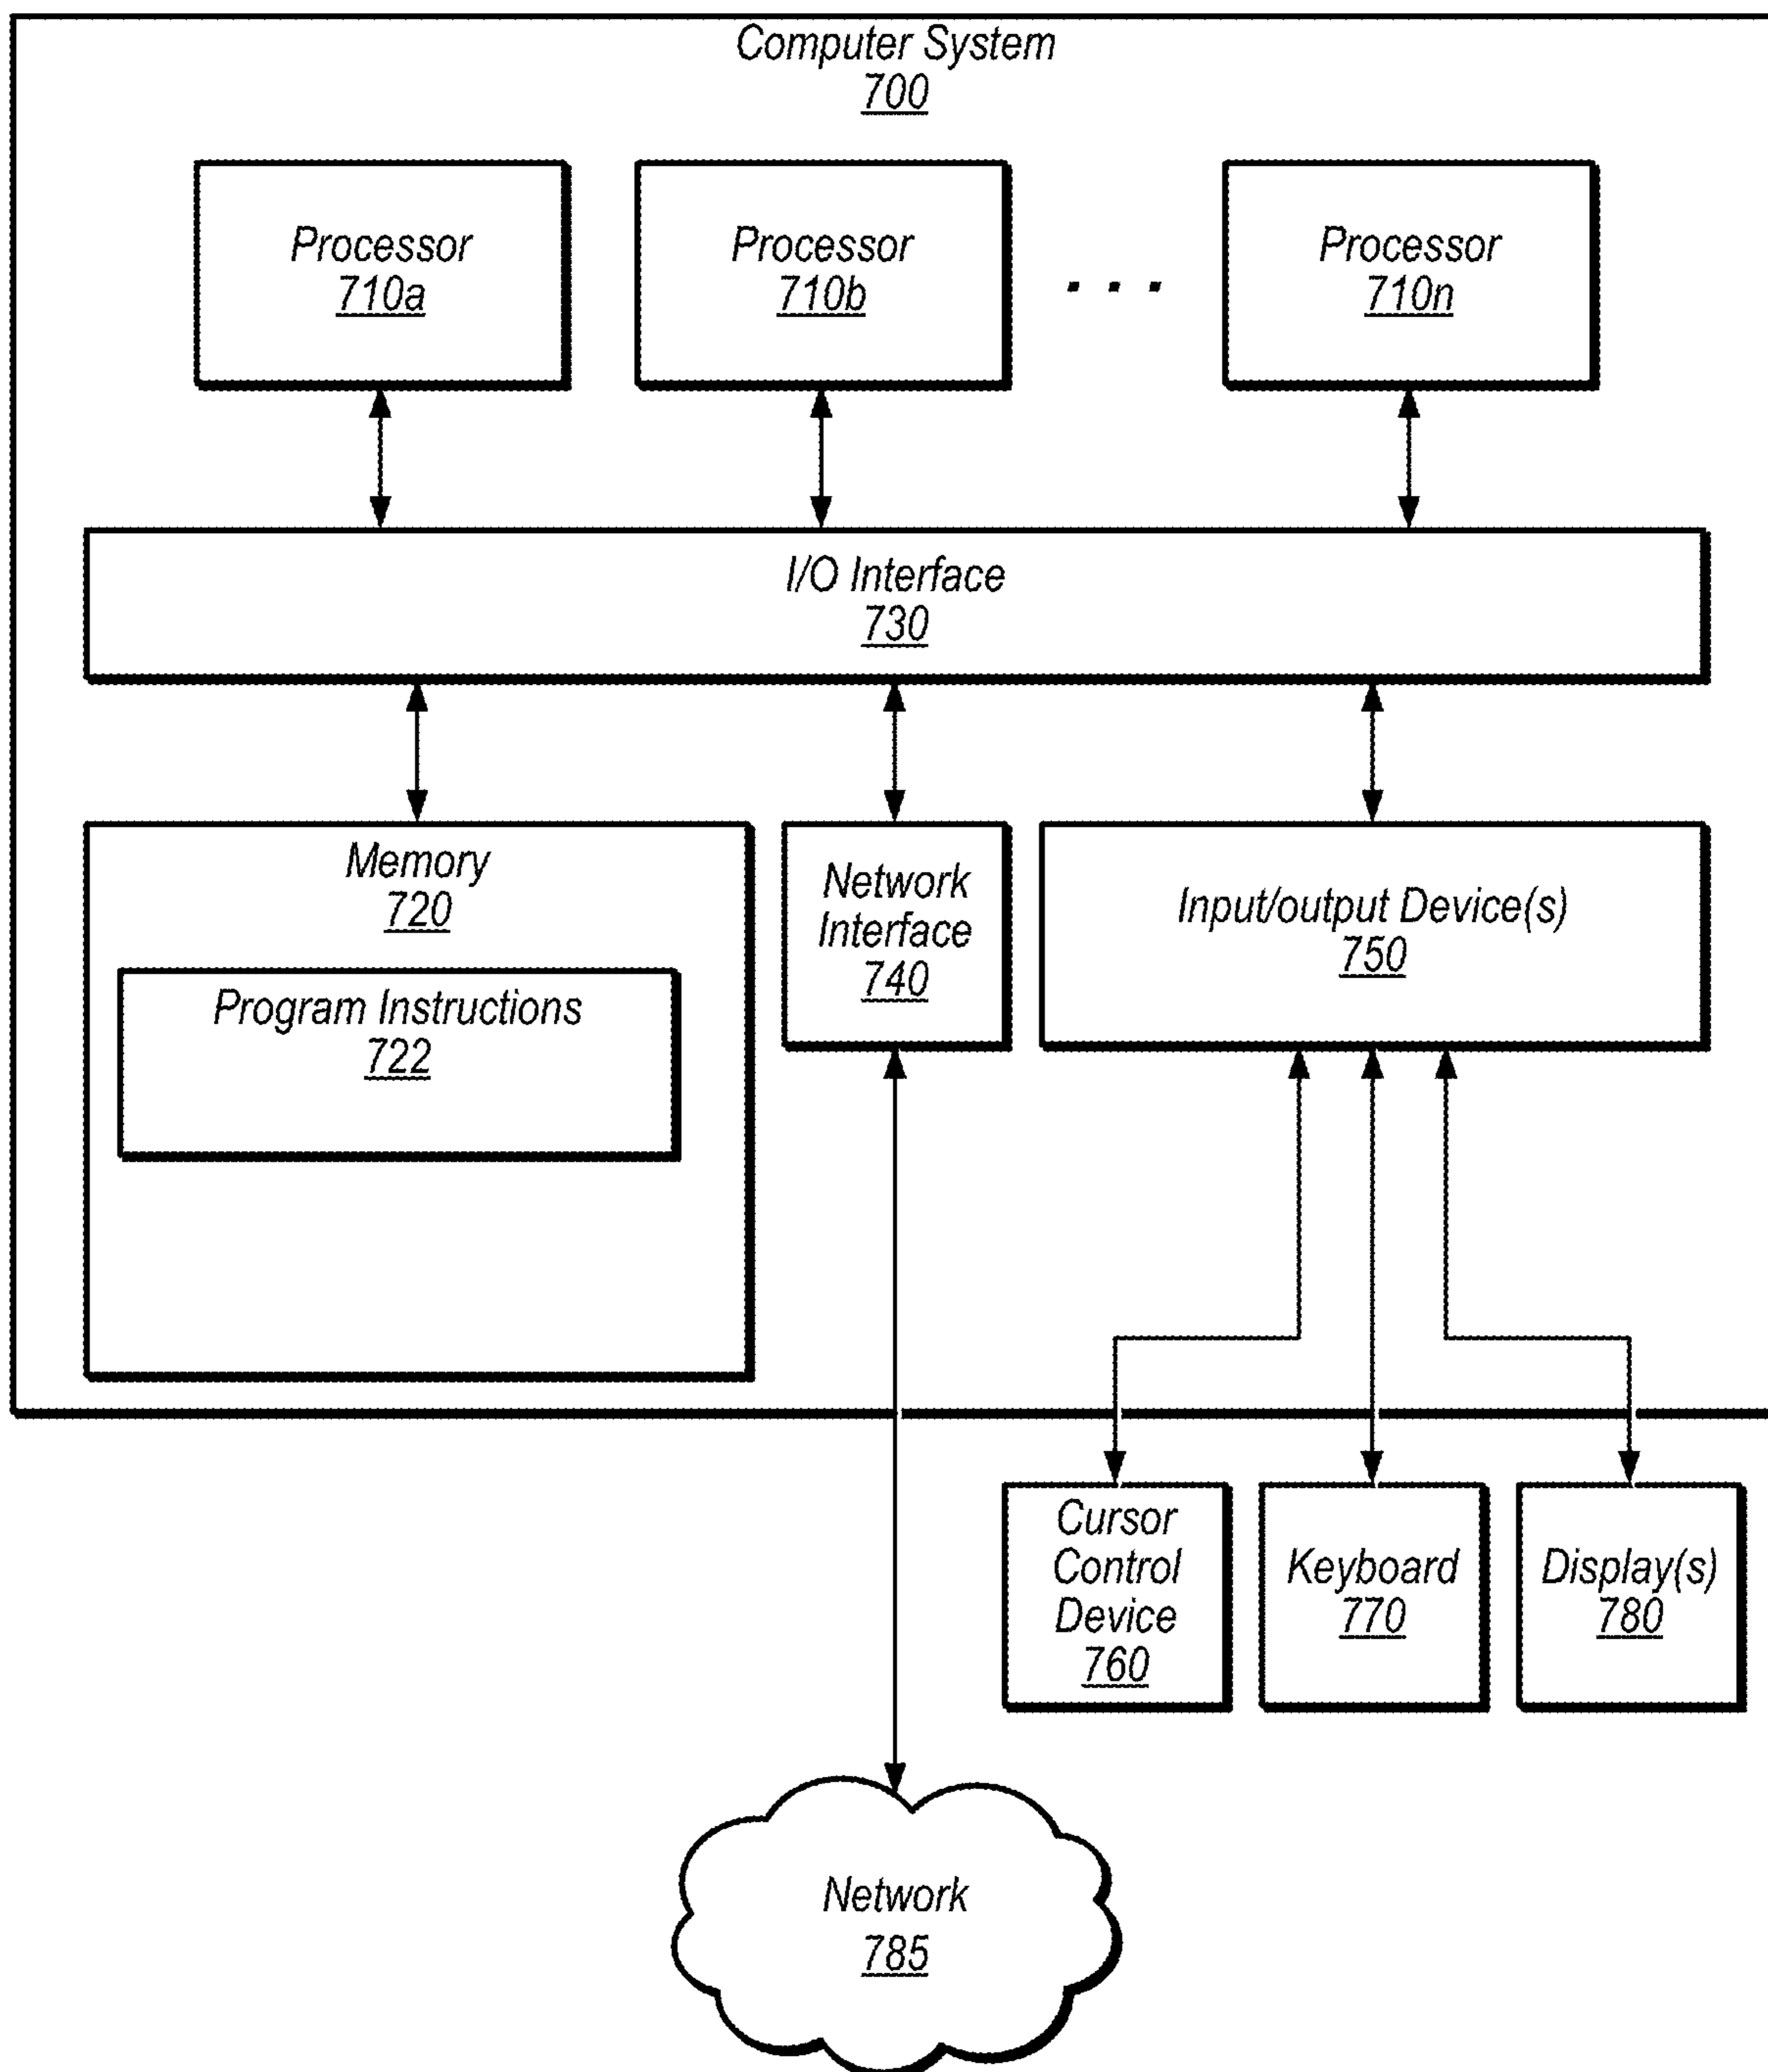 Computer System
700
Processor
710a
Processor
710b
. . .
Processor
710n
I/O Interface
730
Memory
720
Program Instructions
722
Network
Interface
740
Input/output Device(s)
750
Cursor
Control
Device
760
Keyboard
770
Display(s)
780
Network
785